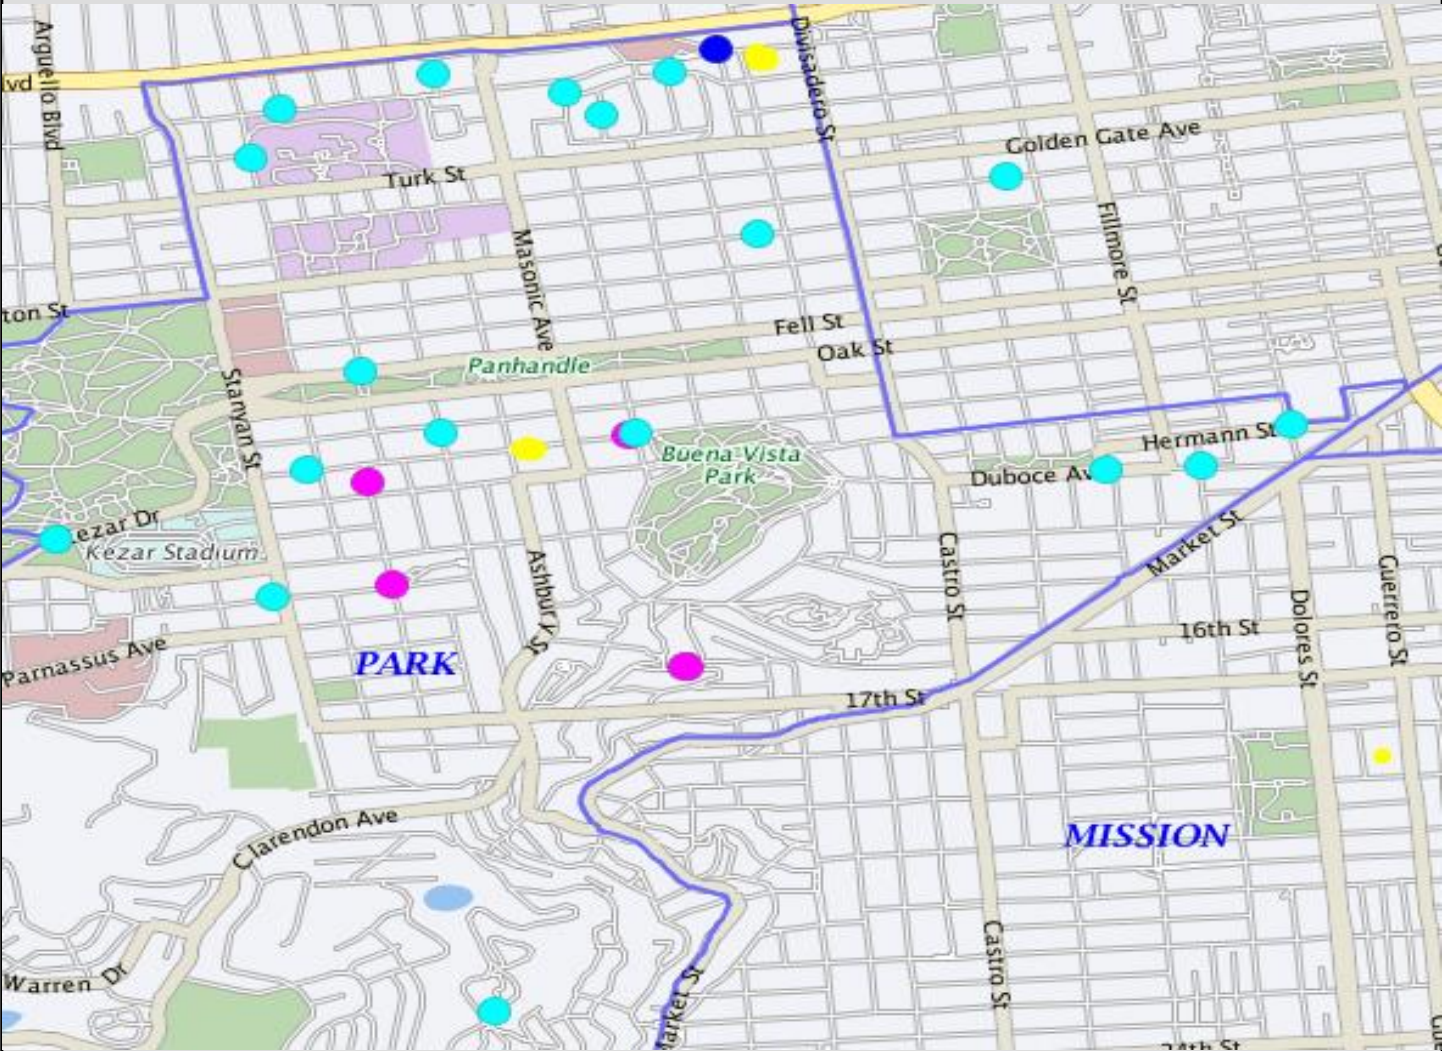 Arguello Blvd
lvd
Divisadero St
Golden Gate Ave
Turk St
Masonic Ave
Fillmore St
ton St
Fell St
Oak St
Panhandle
Stanyan St
Hermann St
Buena Vista
Park
Duboce Av
ezar Dr
Kezar Stadium
Market St
Castro St
Ashbury S
Guerrero St
Dolores St
16th St
Parnassus Ave
PARK
17th St
MISSION
Clarendon Ave
Castro St
Warren Dr
arket St
24th St